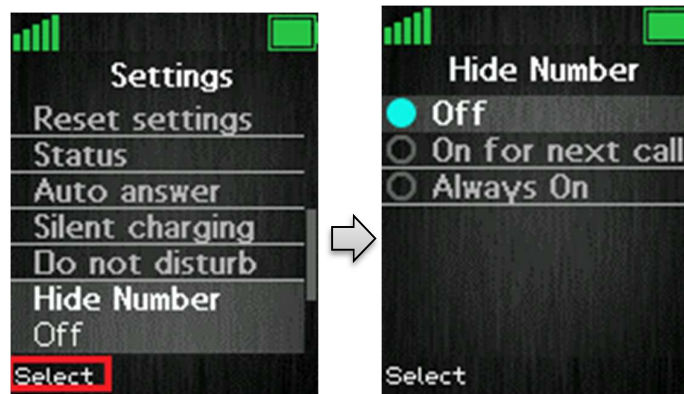 Settings
Reset settings
Status
Auto answer
Silent charging
Do not disturb
Hide Number
Off
Select
Hide Number
Off
On for next call
Always On
Select